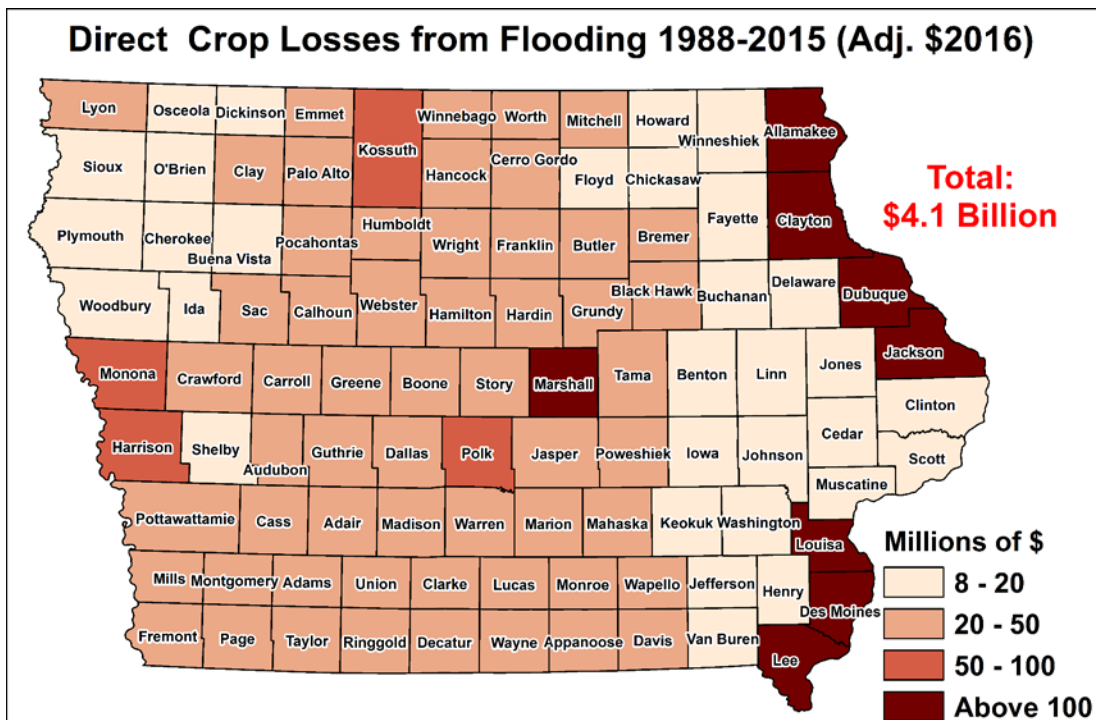 Direct Crop Losses from Flooding 1988-2015 (Adj. $2016)
Lyon
Osceola
Dickinson
Emmet
Kossuth
Winnebago
Worth
Mitchell
Howard
Winneshiek
Allamakee
Sioux
O'Brien
Clay
Palo Alto
Hancock
Cerro Gordo
Floyd
Chickasaw
Total:
$4.1 Billion
Plymouth
Cherokee
Buena Vista
Pocahontas
Humboldt
Wright
Franklin
Butler
Bremer
Fayette
Clayton
Woodbury
Ida
Sac
Calhoun
Webster
Hamilton
Hardin
Grundy
Black Hawk
Buchanan
Delaware
Dubuque
Monona
Crawford
Carroll
Greene
Boone
Story
Marshall
Tama
Benton
Linn
Jones
Jackson
Clinton
Harrison
Shelby
Audubon
Guthrie
Dallas
Polk
Jasper
Poweshiek
Iowa
Johnson
Cedar
Scott
Muscatine
Pottawattamie
Cass
Adair
Madison
Warren
Marion
Mahaska
Keokuk
Washington
Louisa
Mills
Montgomery
Adams
Union
Clarke
Lucas
Monroe
Wapello
Jefferson
Henry
Des Moines
Fremont
Page
Taylor
Ringgold
Decatur
Wayne
Appanoose
Davis
Van Buren
Lee
Millions of $
8 - 20
20 - 50
50 - 100
Above 100